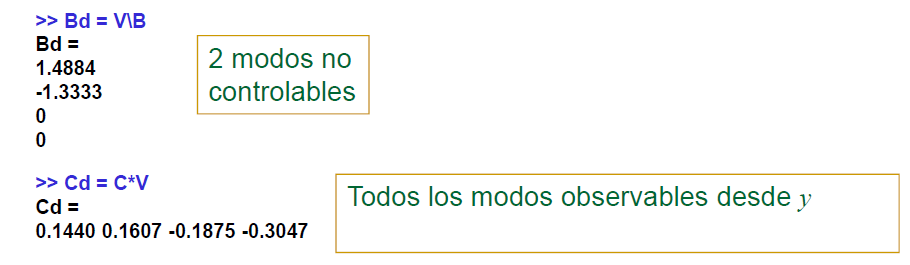 >> Bd = V\B
Bd =
1.4884
-1.3333
0
0
2 modos no
controlables
>> Cd = C*V
Cd =
0.1440 0.1607 -0.1875 -0.3047
Todos los modos observables desde y